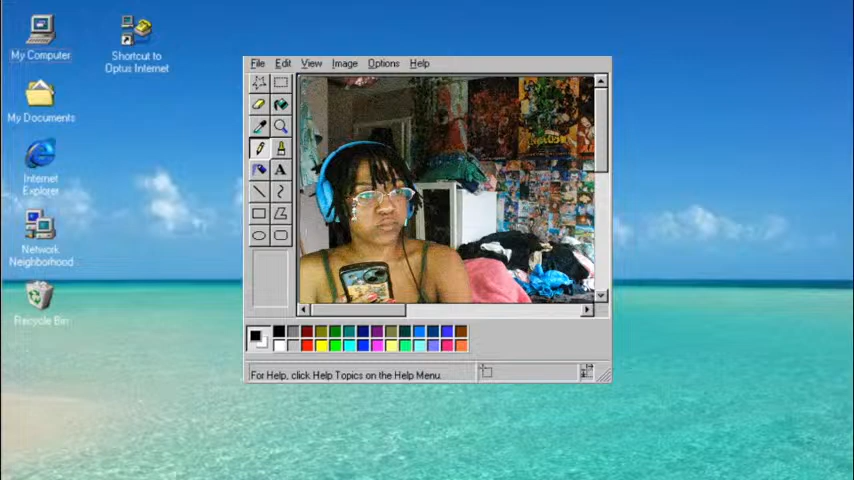 File Edit View Image Options Help
My Computer
Shortcut to
Optus Internet
My Documents
Internet
Explorer
Network
Neighborhood
Recycle Bin
A
For Help, click Help Topics on the Help Menu.